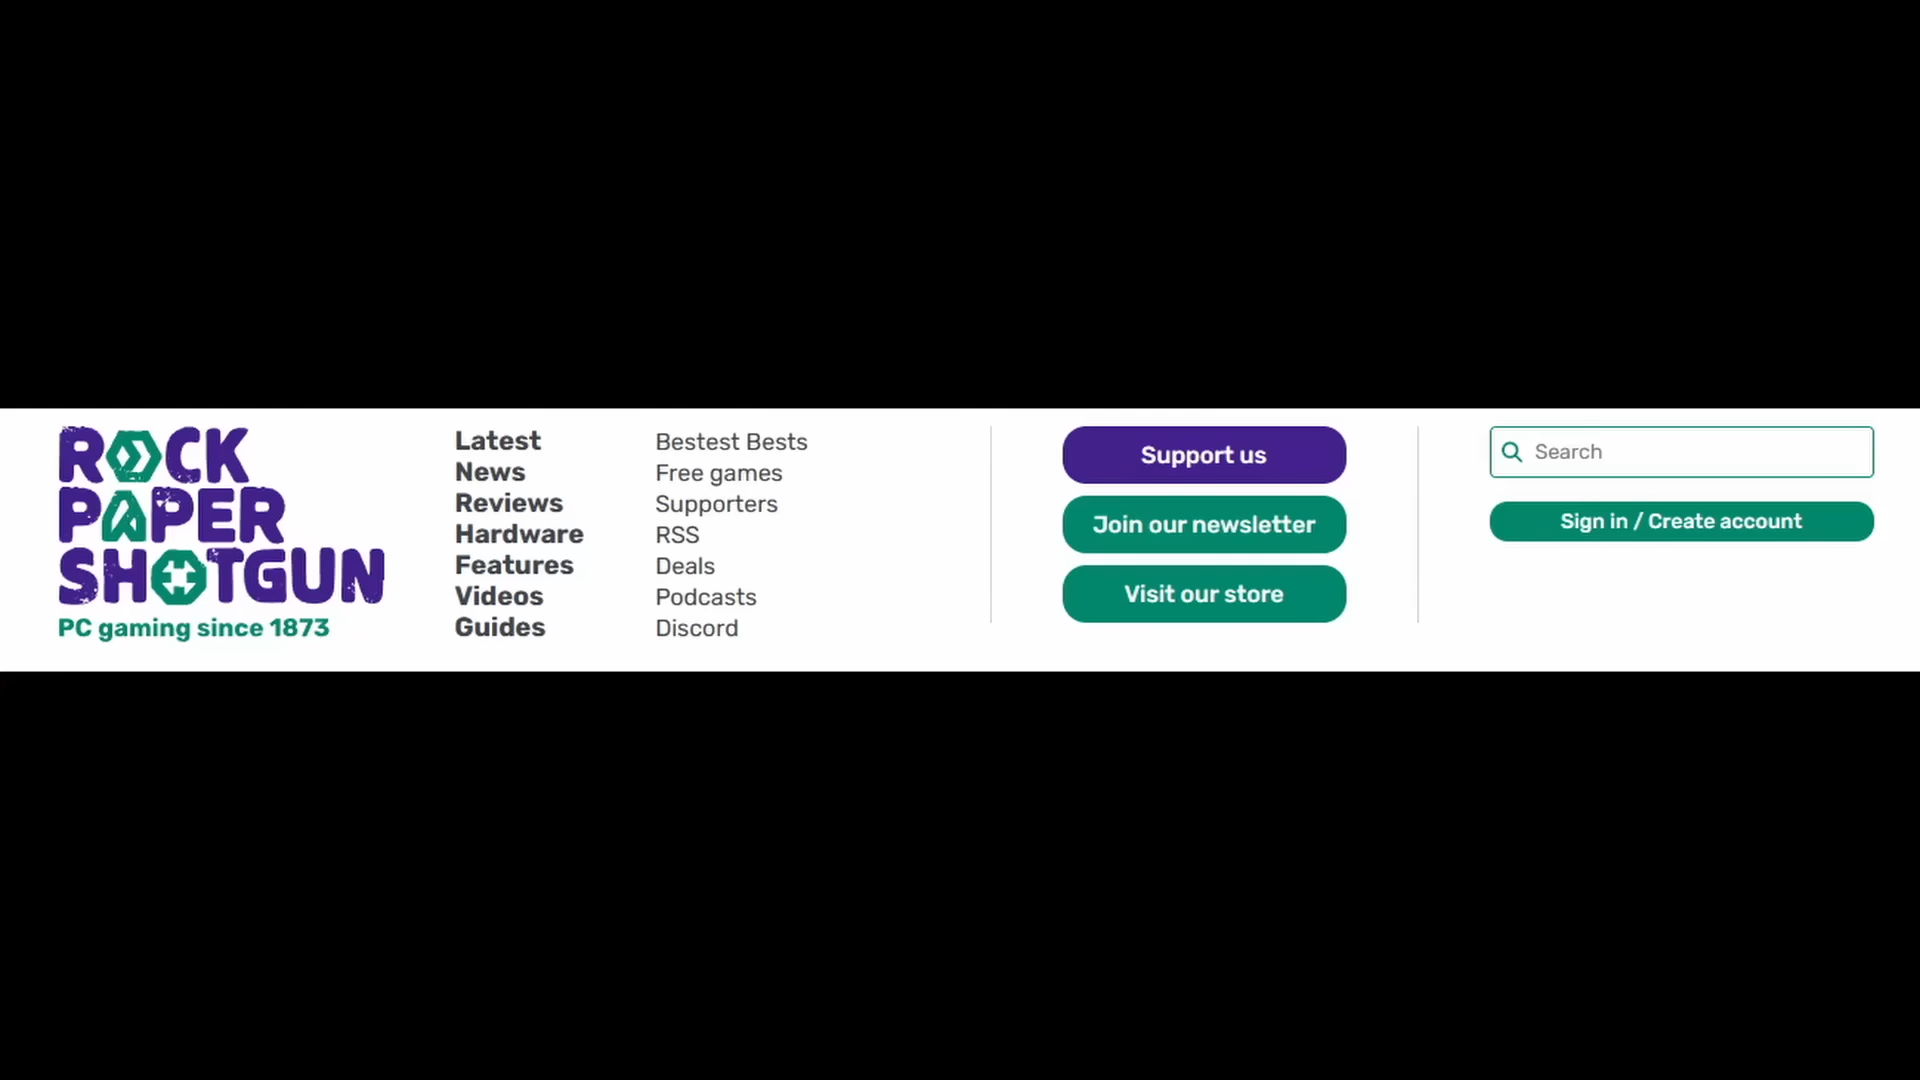 ROCK
PAPER
SHOTGUN
PC gaming since 1873
Latest
News
Reviews
Hardware
Features
Videos
Guides
Bestest Bests
Free games
Supporters
RSS
Deals
Podcasts
Discord
Support us
Join our newsletter
Visit our store
Search
Sign in / Create account